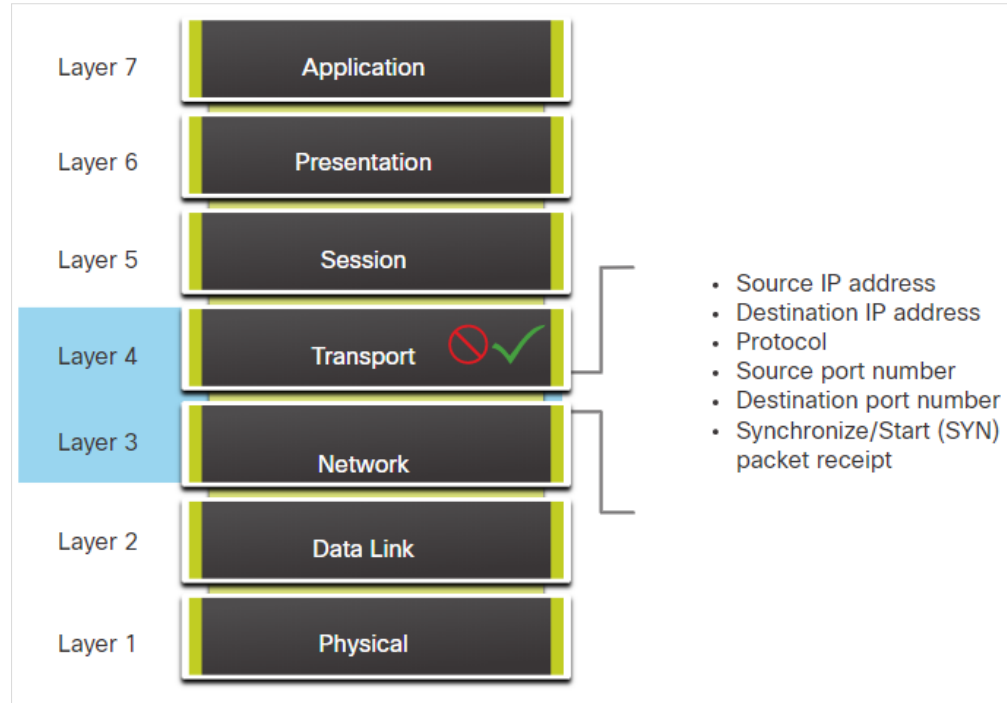 Layer 7 Application
Layer 6 Presentation
Layer 5 Session
Layer 4 Transport
Layer 3 Network
Layer 2 Data Link
Layer 1 Physical
• Source IP address
• Destination IP address
• Protocol
• Source port number
• Destination port number
• Synchronize/Start (SYN)
packet receipt